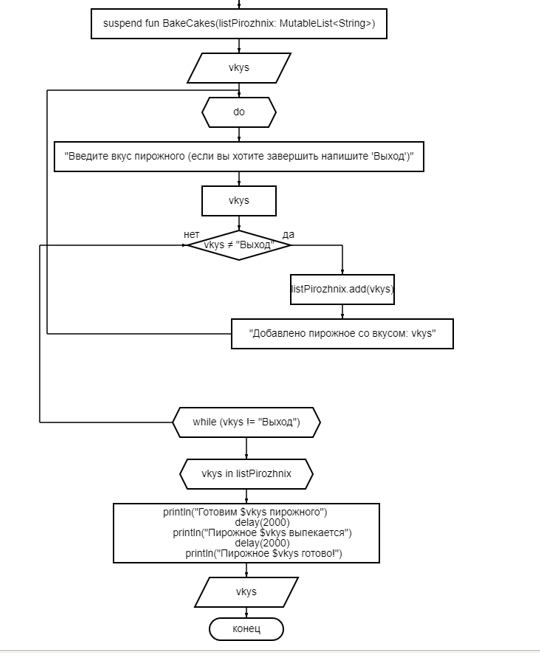 suspend fun BakeCakes(listPirozhnix: MutableList<String>)
vkys
do
"Введите вкус пирожного (если вы хотите завершить напишите 'Выход')"
vkys
нет
да
vkys ≠ "Выход"
listPirozhnix.add(vkys)
"Добавлено пирожное со вкусом: vkys"
while (vkys != "Выход")
vkys in listPirozhnix
println("Готовим $vkys пирожного")
delay(2000)
println("Пирожное $vkys выпекается")
delay(2000)
println("Пирожное $vkys готово!")
vkys
конец